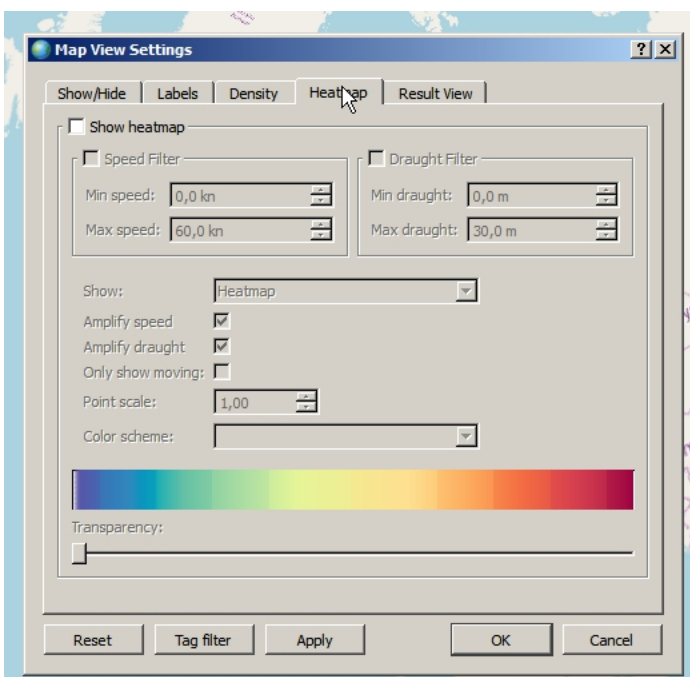 Map View Settings
Show/Hide Labels Density Heatmap Result View
Show heatmap
Speed Filter
Min speed: 0,0 kn
Max speed: 60,0 kn
Draught Filter
Min draught: 0,0 m
Max draught: 30,0 m
Show: Heatmap
Amplify speed
Amplify draught
Only show moving:
Point scale: 1,00
Color scheme:
Transparency:
Reset Tag filter Apply OK Cancel